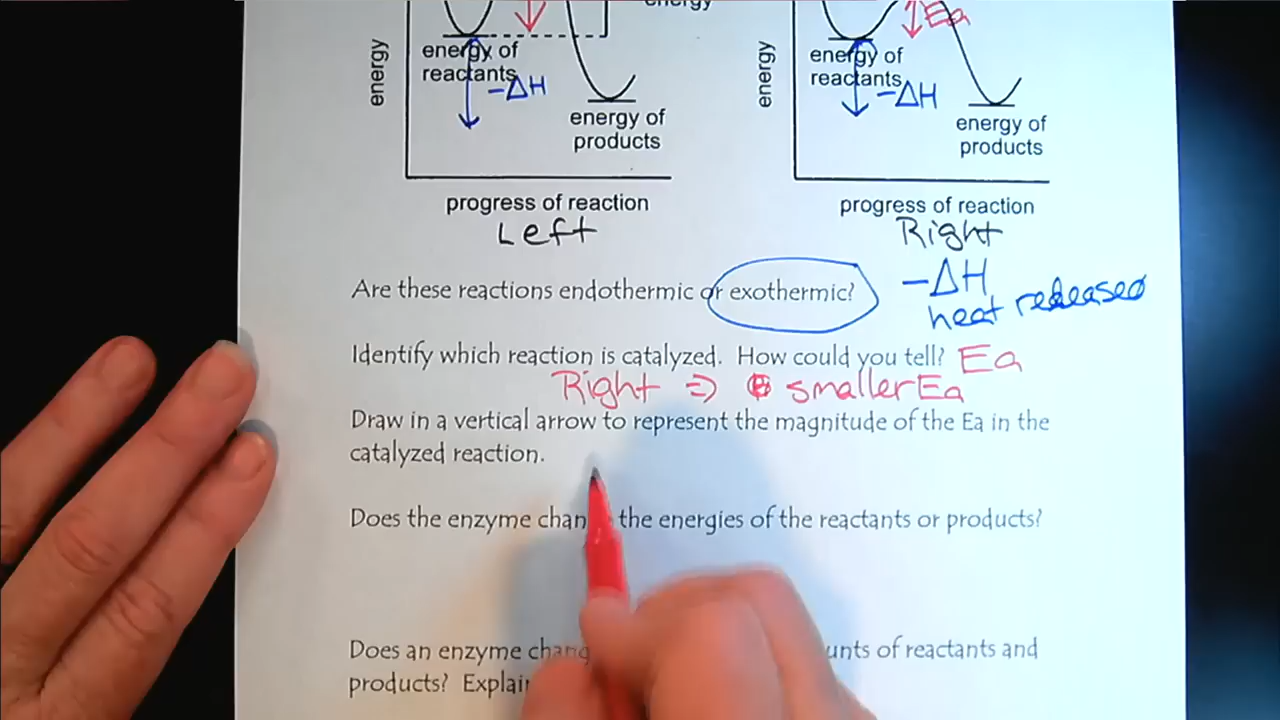 energy
Ea
energy
energy of
reactants
-ΔH
energy of
products
energy
energy of
reactants
-ΔH
energy of
products
progress of reaction
progress of reaction
Left
Right
Are these reactions endothermic or exothermic?
-ΔH
heat released
Identify which reaction is catalyzed. How could you tell? Ea
Right ⇒ smaller Ea
Draw in a vertical arrow to represent the magnitude of the Ea in the
catalyzed reaction.
Does the enzyme the energies of the reactants or products?
Does an enzyme of reactants and
products?